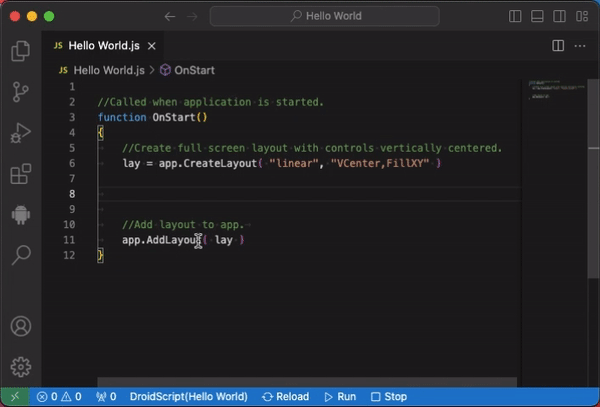 Hello World
JS Hello World.js
JS Hello World.js > OnStart
1
2 //Called when application is started.
3 function OnStart()
4 {
5 //Create full screen layout with controls vertically centered.
6 lay = app.CreateLayout( "linear", "VCenter,FillXY" )
7
8
9
10 //Add layout to app.
11 app.AddLayout( lay )
12 }
0 0 0 DroidScript(Hello World) Reload Run Stop